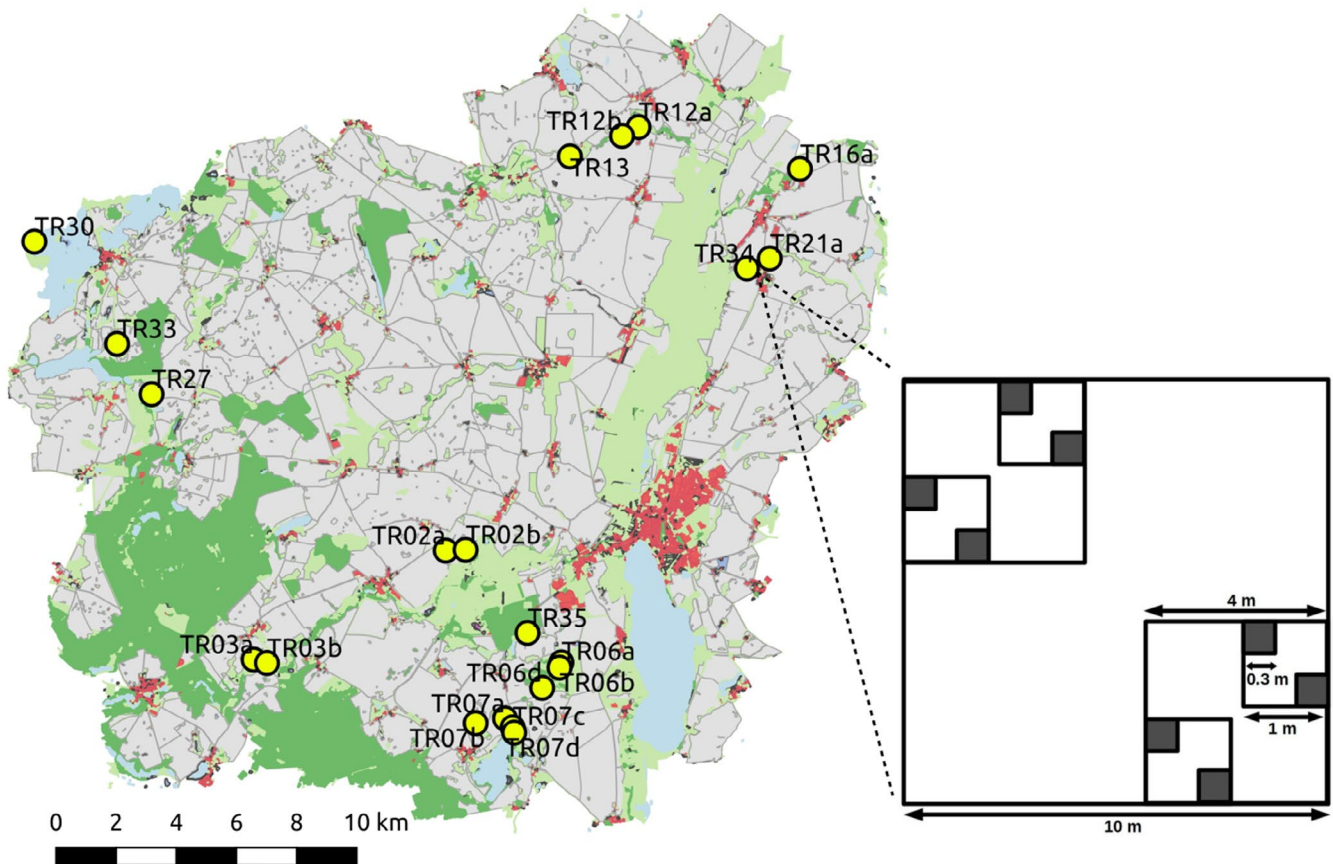 TR12b
TR12a
TR13
TR16a
TR30
TR34
TR21a
TR33
TR27
TR02a
TR02b
4 m
TR35
TR03a
TR03b
TR06a
TR06d
TR06b
0.3 m
TR07a
TR07c
1 m
TR07b
TR07d
0 2 4 6 8 10 km
10 m